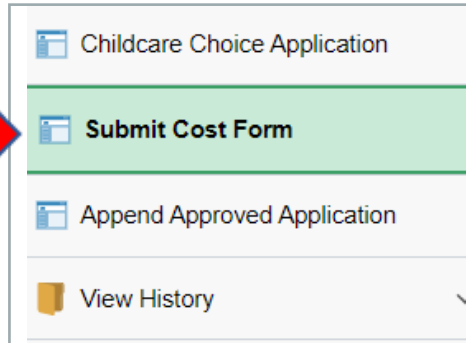 Childcare Choice Application
Submit Cost Form
Append Approved Application
View History